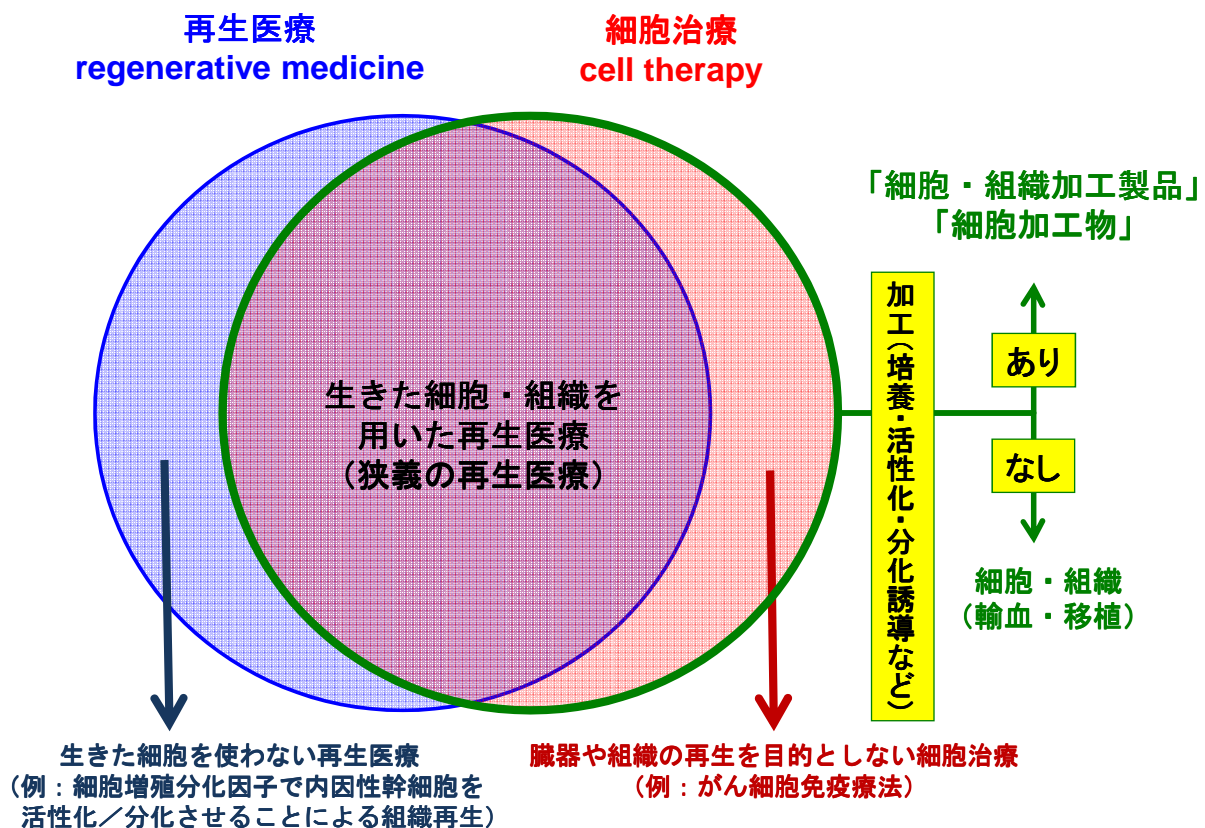 再生医療
regenerative medicine
細胞治療
cell therapy
「細胞・組織加工製品」
「細胞加工物」
加工（培養・活性化・分化誘導など）
あり
なし
細胞・組織
（輸血・移植）
生きた細胞・組織を
用いた再生医療
（狭義の再生医療）
生きた細胞を使わない再生医療
（例：細胞増殖分化因子で内因性幹細胞を
活性化／分化させることによる組織再生）
臓器や組織の再生を目的としない細胞治療
（例：がん細胞免疫療法）